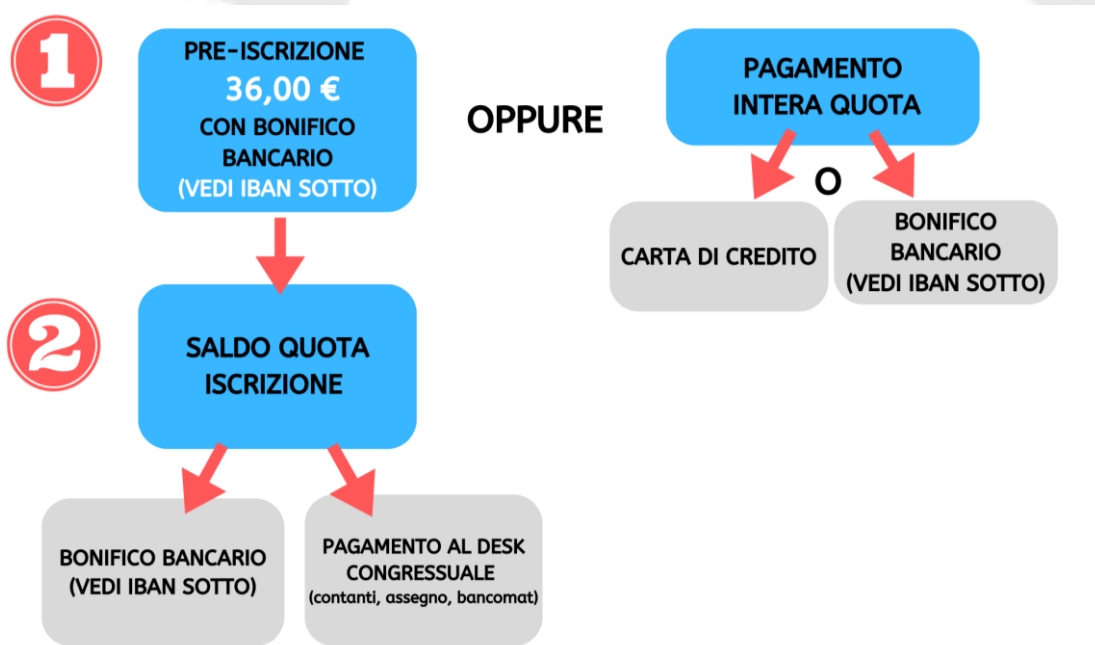 1
PRE-ISCRIZIONE
36,00 €
CON BONIFICO
BANCARIO
(VEDI IBAN SOTTO)
OPPURE
PAGAMENTO
INTERA QUOTA
O
CARTA DI CREDITO
BONIFICO
BANCARIO
(VEDI IBAN SOTTO)
2
SALDO QUOTA
ISCRIZIONE
BONIFICO BANCARIO
(VEDI IBAN SOTTO)
PAGAMENTO AL DESK
CONGRESSUALE
(contanti, assegno, bancomat)